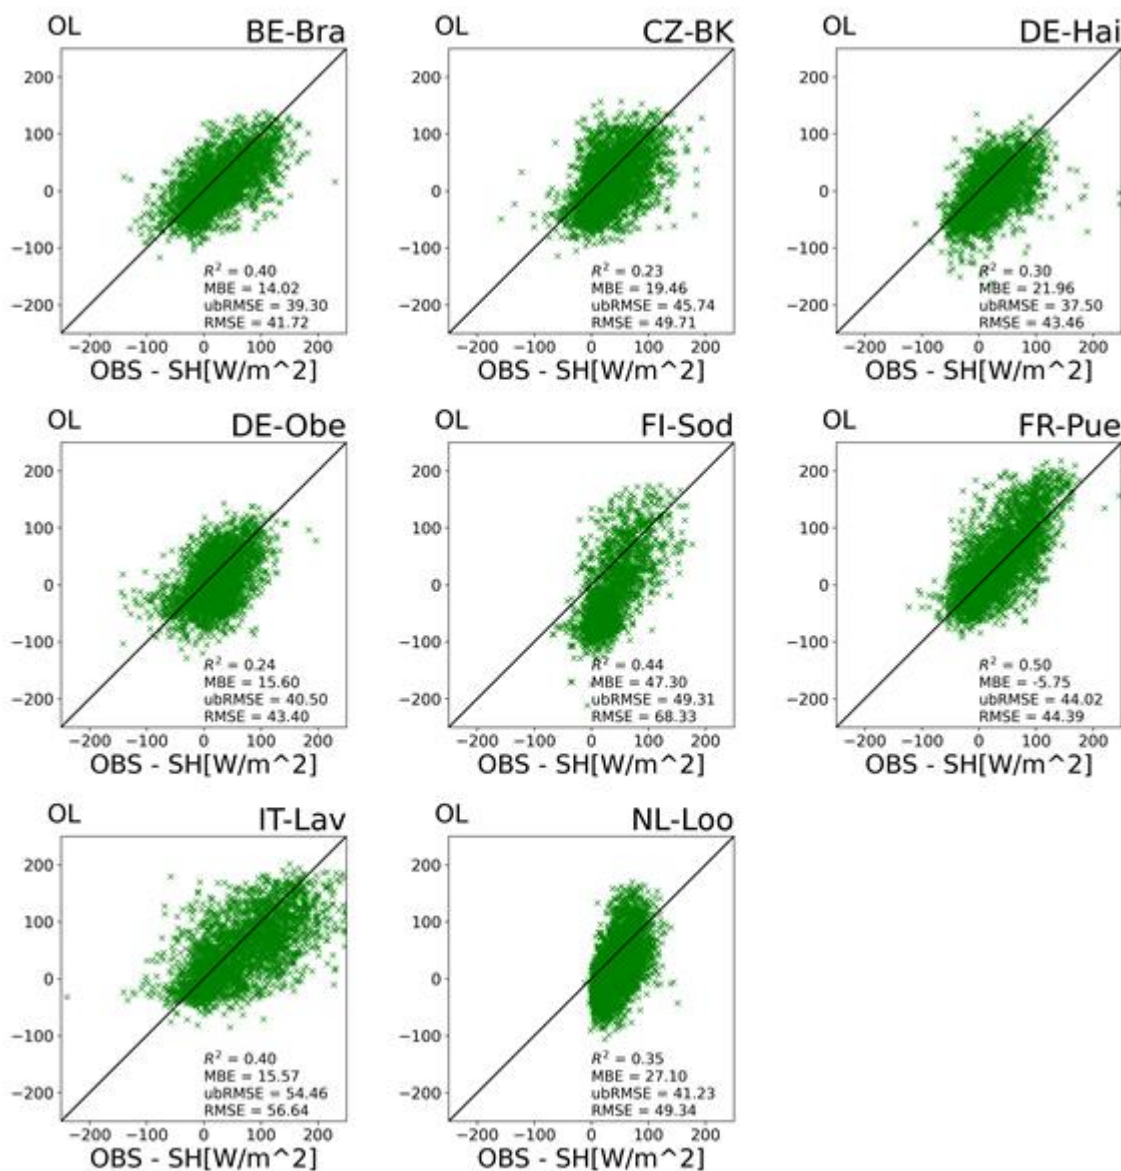 OL BE-Bra
200
100
0
−100
−200
R² = 0.40
MBE = 14.02
ubRMSE = 39.30
RMSE = 41.72
−200 −100 0 100 200
OBS - SH[W/m^2]
OL CZ-BK
200
100
0
−100
−200
R² = 0.23
MBE = 19.46
ubRMSE = 45.74
RMSE = 49.71
−200 −100 0 100 200
OBS - SH[W/m^2]
OL DE-Hai
200
100
0
−100
−200
R² = 0.30
MBE = 21.96
ubRMSE = 37.50
RMSE = 43.46
−200 −100 0 100 200
OBS - SH[W/m^2]
OL DE-Obe
200
100
0
−100
−200
R² = 0.24
MBE = 15.60
ubRMSE = 40.50
RMSE = 43.40
−200 −100 0 100 200
OBS - SH[W/m^2]
OL FI-Sod
200
100
0
−100
−200
R² = 0.44
MBE = 47.30
ubRMSE = 49.31
RMSE = 68.33
−200 −100 0 100 200
OBS - SH[W/m^2]
OL FR-Pue
200
100
0
−100
−200
R² = 0.50
MBE = -5.75
ubRMSE = 44.02
RMSE = 44.39
−200 −100 0 100 200
OBS - SH[W/m^2]
OL IT-Lav
200
100
0
−100
−200
R² = 0.40
MBE = 15.57
ubRMSE = 54.46
RMSE = 56.64
−200 −100 0 100 200
OBS - SH[W/m^2]
OL NL-Loo
200
100
0
−100
−200
R² = 0.35
MBE = 27.10
ubRMSE = 41.23
RMSE = 49.34
−200 −100 0 100 200
OBS - SH[W/m^2]